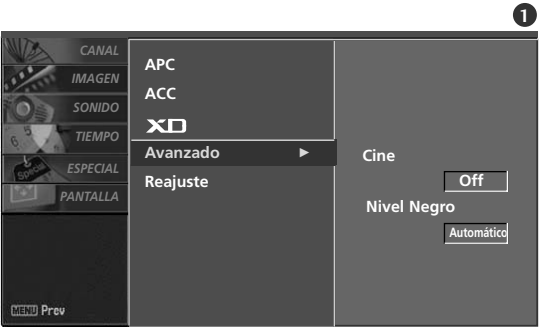 1
CANAL
IMAGEN
SONIDO
TIEMPO
ESPECIAL
PANTALLA
MENU Prev
APC
ACC
XD
Avanzado ►
Reajuste
Cine
Off
Nivel Negro
Automático